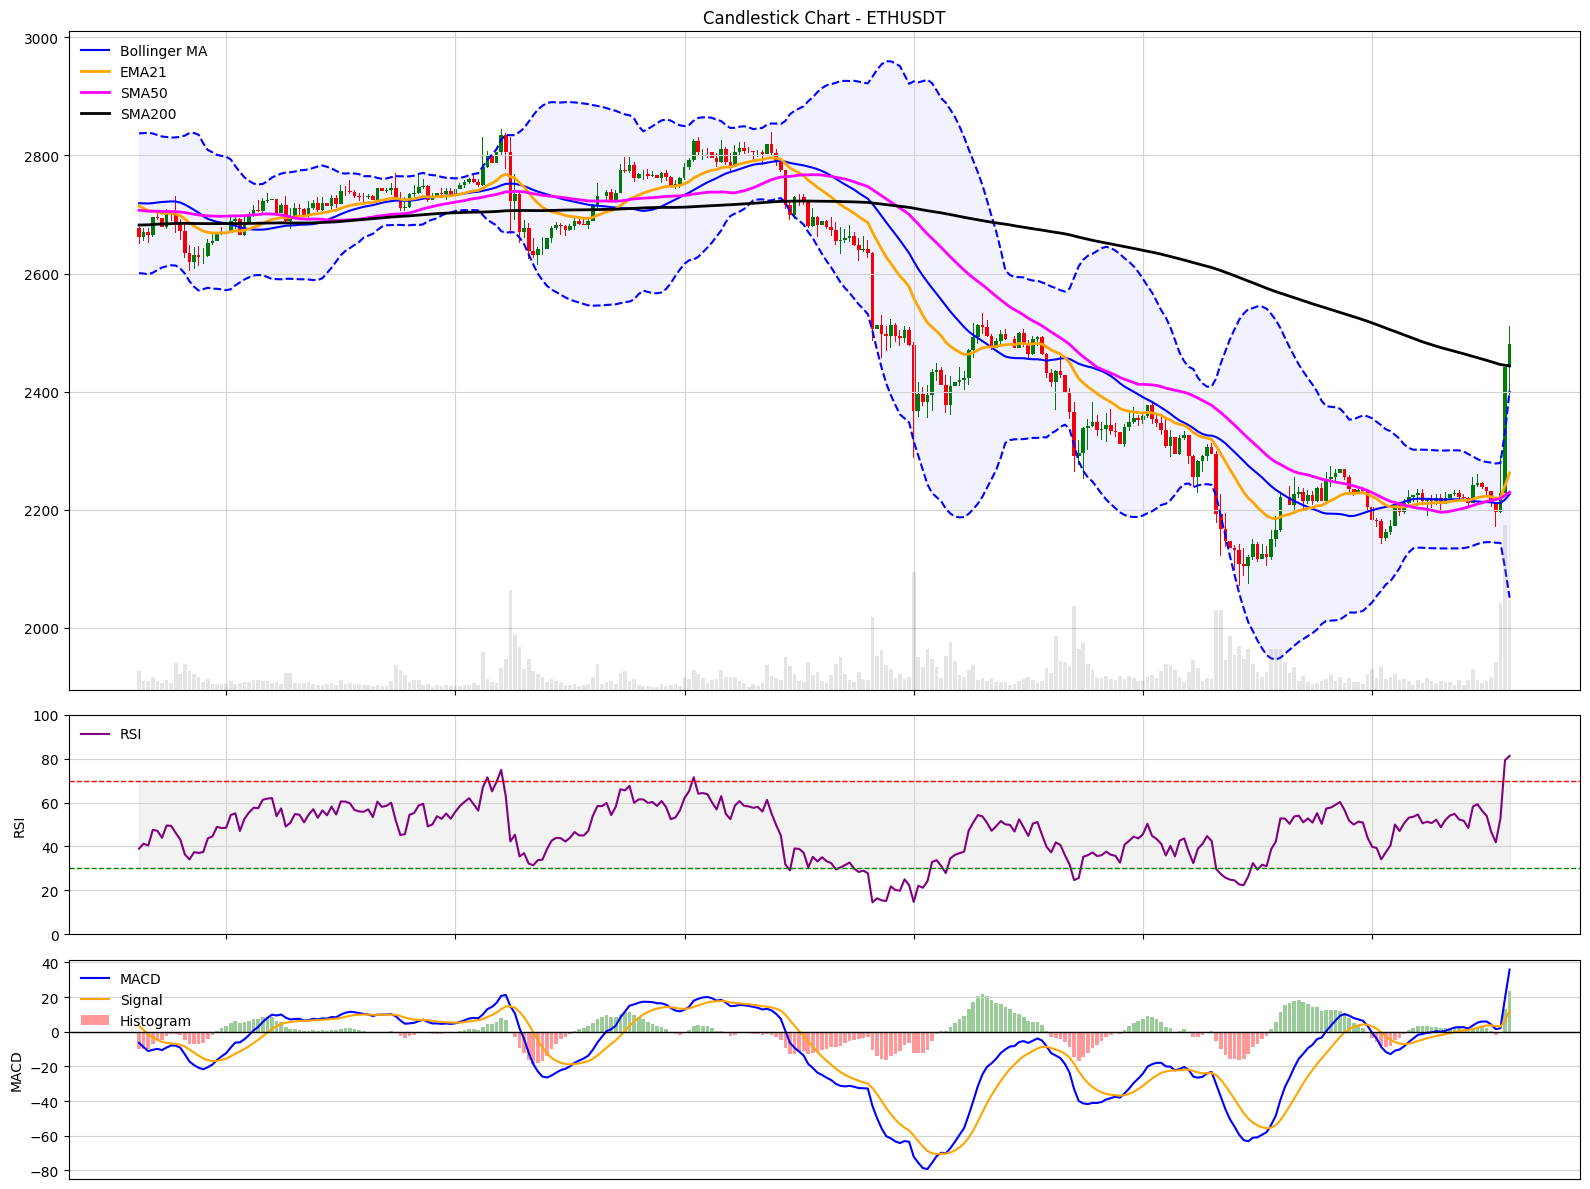 Candlestick Chart - ETHUSDT
3000
2800
2600
2400
2200
2000
Bollinger MA
EMA21
SMA50
SMA200
100
80
60
40
20
0
RSI
RSI
40
20
0
−20
−40
−60
−80
MACD
MACD
Signal
Histogram